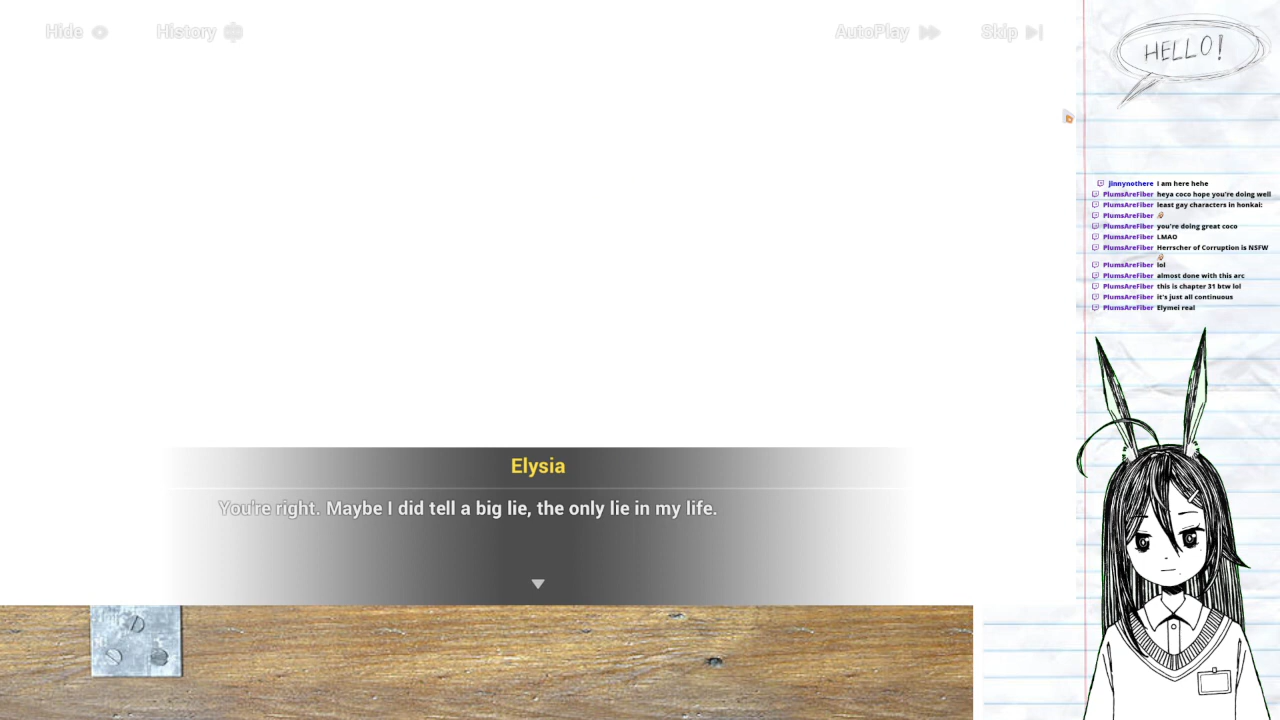 Hide
History
AutoPlay
Skip
HELLO!
Jinnynothere I am here hehe
PlumsAreFiber heya coco hope you're doing well
PlumsAreFiber least gay characters in honkai:
PlumsAreFiber
PlumsAreFiber you're doing great coco
PlumsAreFiber LMAO
PlumsAreFiber Herrscher of Corruption is NSFW
PlumsAreFiber lol
PlumsAreFiber almost done with this arc
PlumsAreFiber this is chapter 31 btw lol
PlumsAreFiber it's just all continuous
PlumsAreFiber Elymei real
Elysia
You're right. Maybe I did tell a big lie, the only lie in my life.